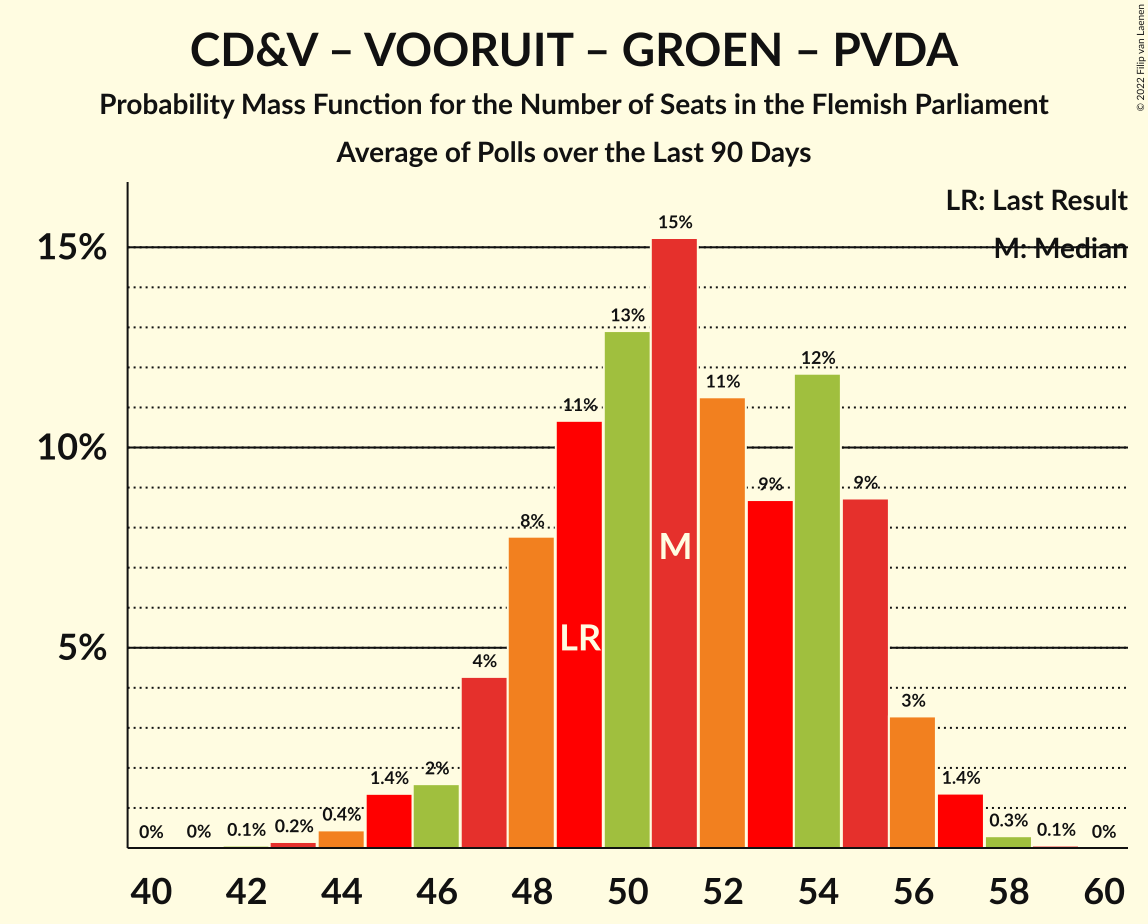 CD&V – VOORUIT – GROEN – PVDA
Probability Mass Function for the Number of Seats in the Flemish Parliament
Average of Polls over the Last 90 Days
© 2022 Filip van Laenen
LR: Last Result
M: Median
15%
10%
5%
0%
0%
0.1%
0.2%
0.4%
1.4%
2%
4%
8%
11%
13%
15%
11%
9%
12%
9%
3%
1.4%
0.3%
0.1%
0%
LR
M
40 42 44 46 48 50 52 54 56 58 60